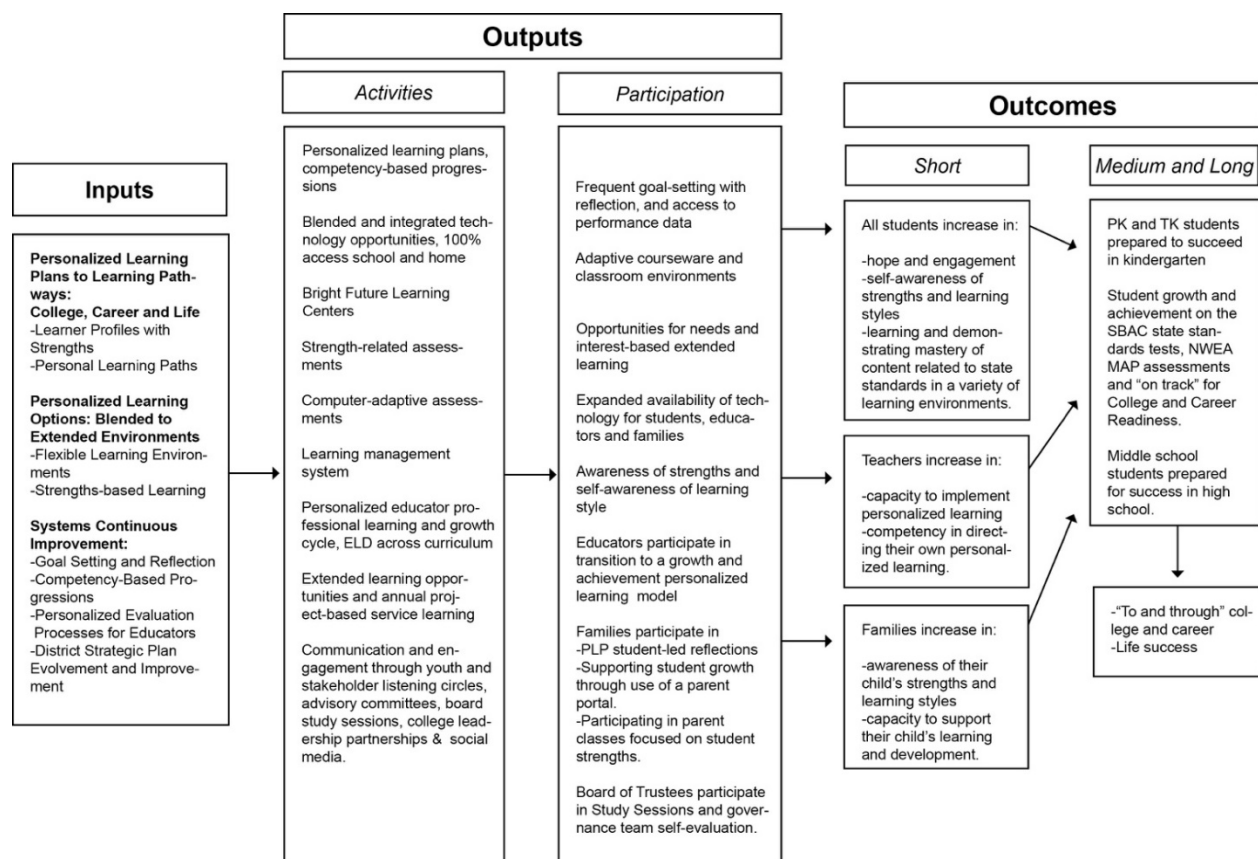 Outputs
Activities
Participation
Outcomes
Short
Medium and Long
Inputs
Personalized Learning
Plans to Learning Path-
ways:
College, Career and Life
-Learner Profiles with
Strengths
-Personal Learning Paths
Personalized Learning
Options: Blended to
Extended Environments
-Flexible Learning Environ-
ments
-Strengths-based Learning
Systems Continuous
Improvement:
-Goal Setting and Reflection
-Competency-Based Pro-
gressions
-Personalized Evaluation
Processes for Educators
-District Strategic Plan
Evolvement and Improve-
ment
Personalized learning plans,
competency-based progres-
sions
Blended and integrated tech-
nology opportunities, 100%
access school and home
Bright Future Learning
Centers
Strength-related assess-
ments
Computer-adaptive assess-
ments
Learning management
system
Personalized educator pro-
fessional learning and growth
cycle, ELD across curriculum
Extended learning oppor-
tunities and annual proj-
ect-based service learning
Communication and en-
gagement through youth and
stakeholder listening circles,
advisory committees, board
study sessions, college lead-
ership partnerships & social
media.
Frequent goal-setting with
reflection, and access to
performance data
Adaptive courseware and
classroom environments
Opportunities for needs and
interest-based extended
learning
Expanded availability of tech-
nology for students, educa-
tors and families
Awareness of strengths and
self-awareness of learning
style
Educators participate in
transition to a growth and
achievement personalized
learning model
Families participate in
- PLP student-led reflections
- Supporting student growth
through use of a parent
portal.
-Participating in parent
classes focused on student
strengths.
Board of Trustees participate
in Study Sessions and gover-
nance team self-evaluation.
All students increase in:
-hope and engagement
-self-awareness of
strengths and learning
styles
-learning and demon-
strating mastery of
content related to state
standards in a variety of
learning environments.
Teachers increase in:
-capacity to implement
personalized learning
-competency in direct-
ing their own personal-
ized learning.
Families increase in:
-awareness of their
child's strengths and
learning styles
-capacity to support
their child's learning
and development.
PK and TK students
prepared to succeed
in kindergarten
Student growth and
achievement on the
SBAC state stan-
dards tests, NWEA
MAP assessments
and “on track” for
College and Career
Readiness.
Middle school
students prepared
for success in high
school.
-“To and through” col-
lege and career
-Life success